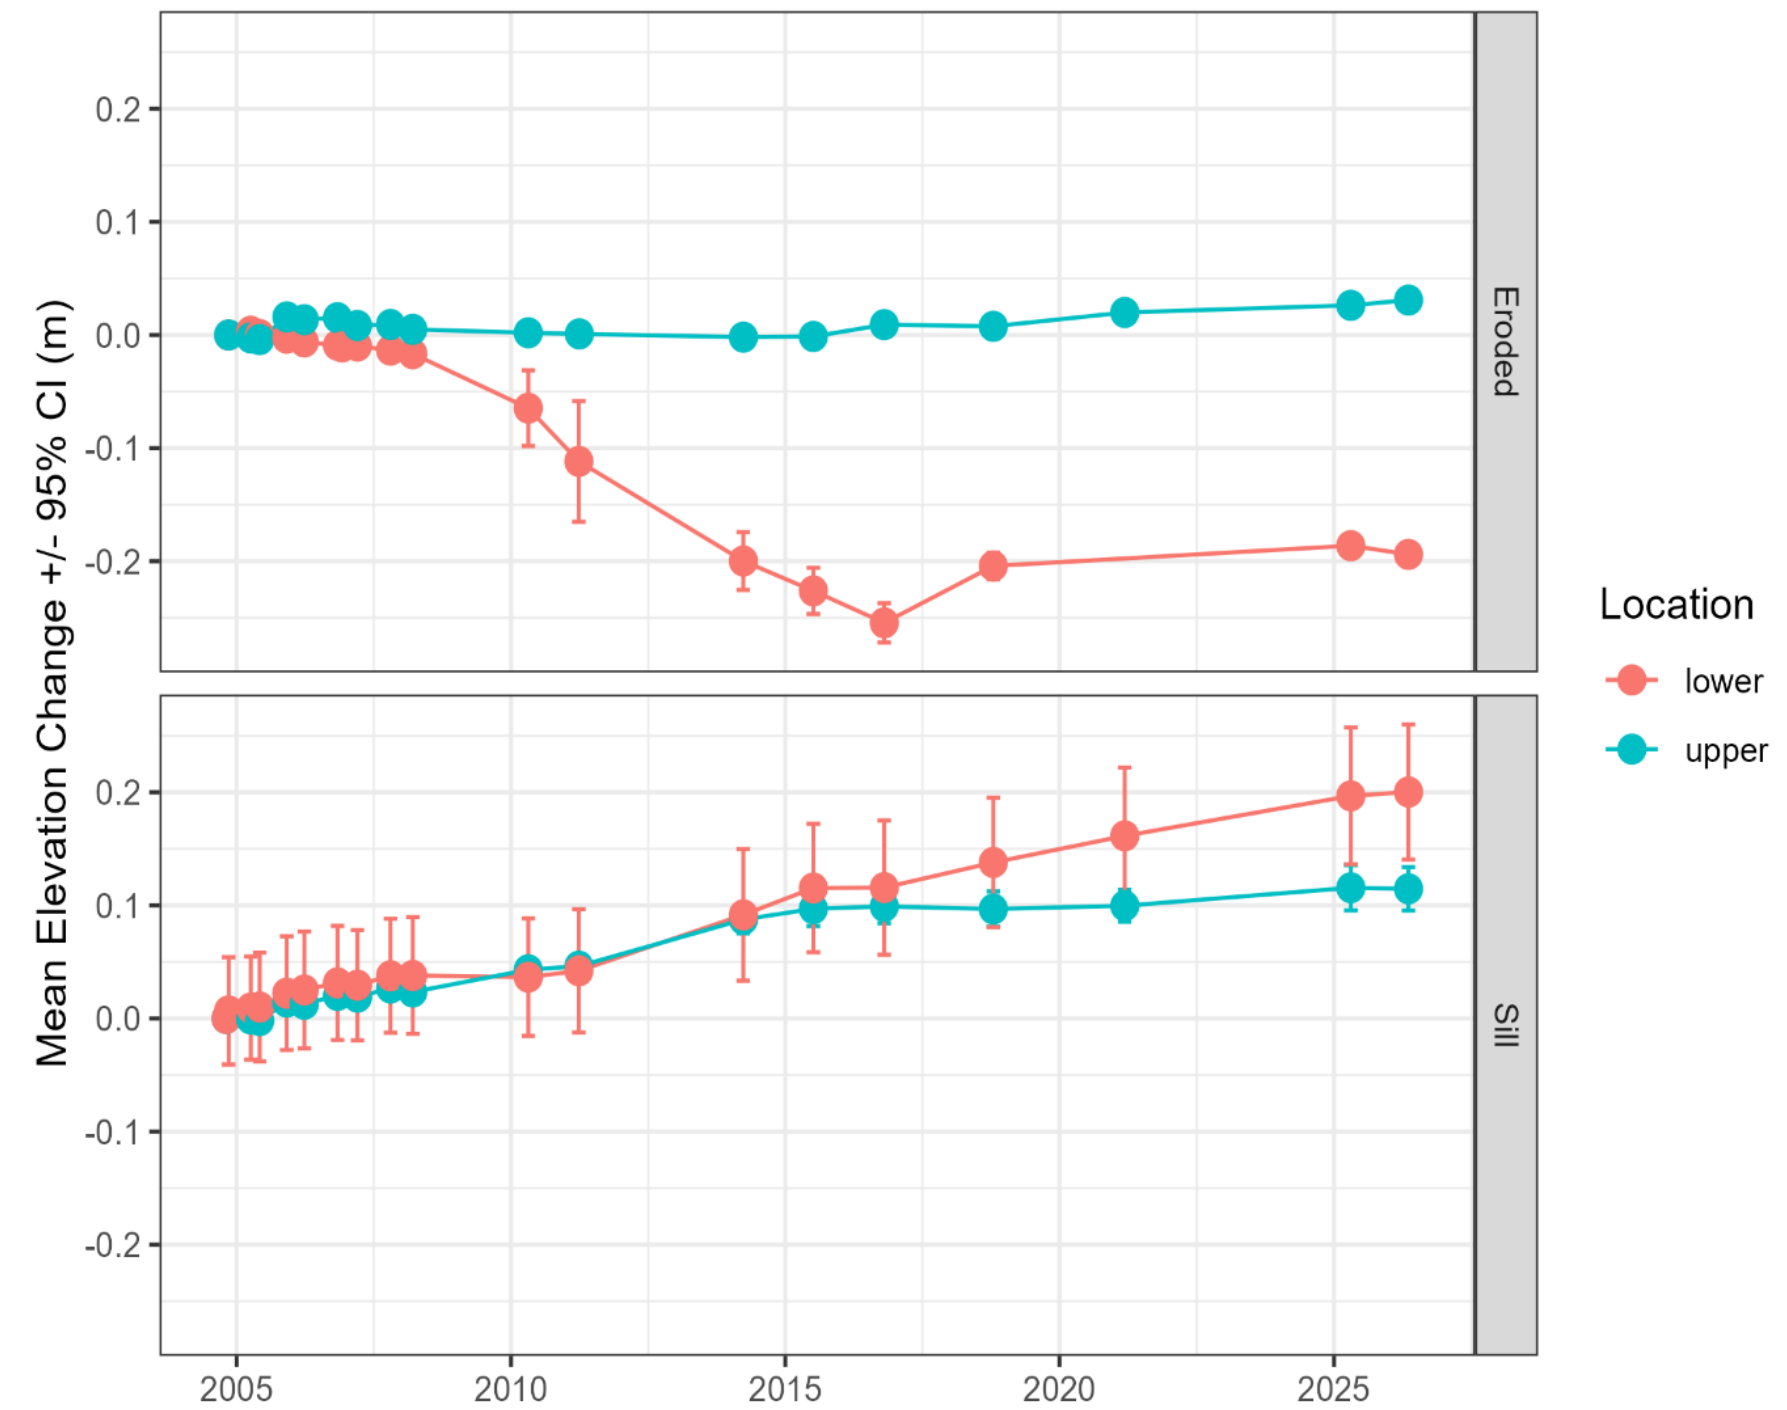 Mean Elevation Change +/- 95% CI (m)
0.2
0.1
0.0
-0.1
-0.2
Eroded
0.2
0.1
0.0
-0.1
-0.2
Sill
2005 2010 2015 2020 2025
Location
lower
upper